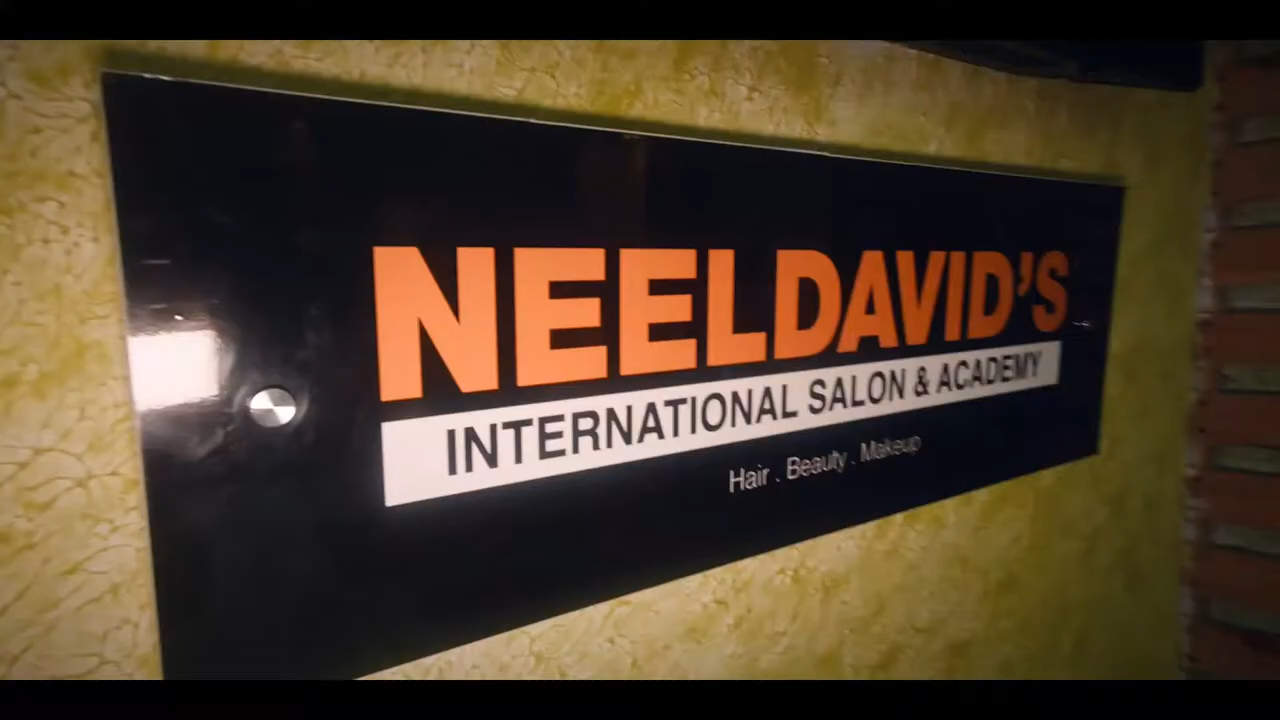 NEELDAVID'S
INTERNATIONAL SALON & ACADEMY
Hair . Beauty . Makeup